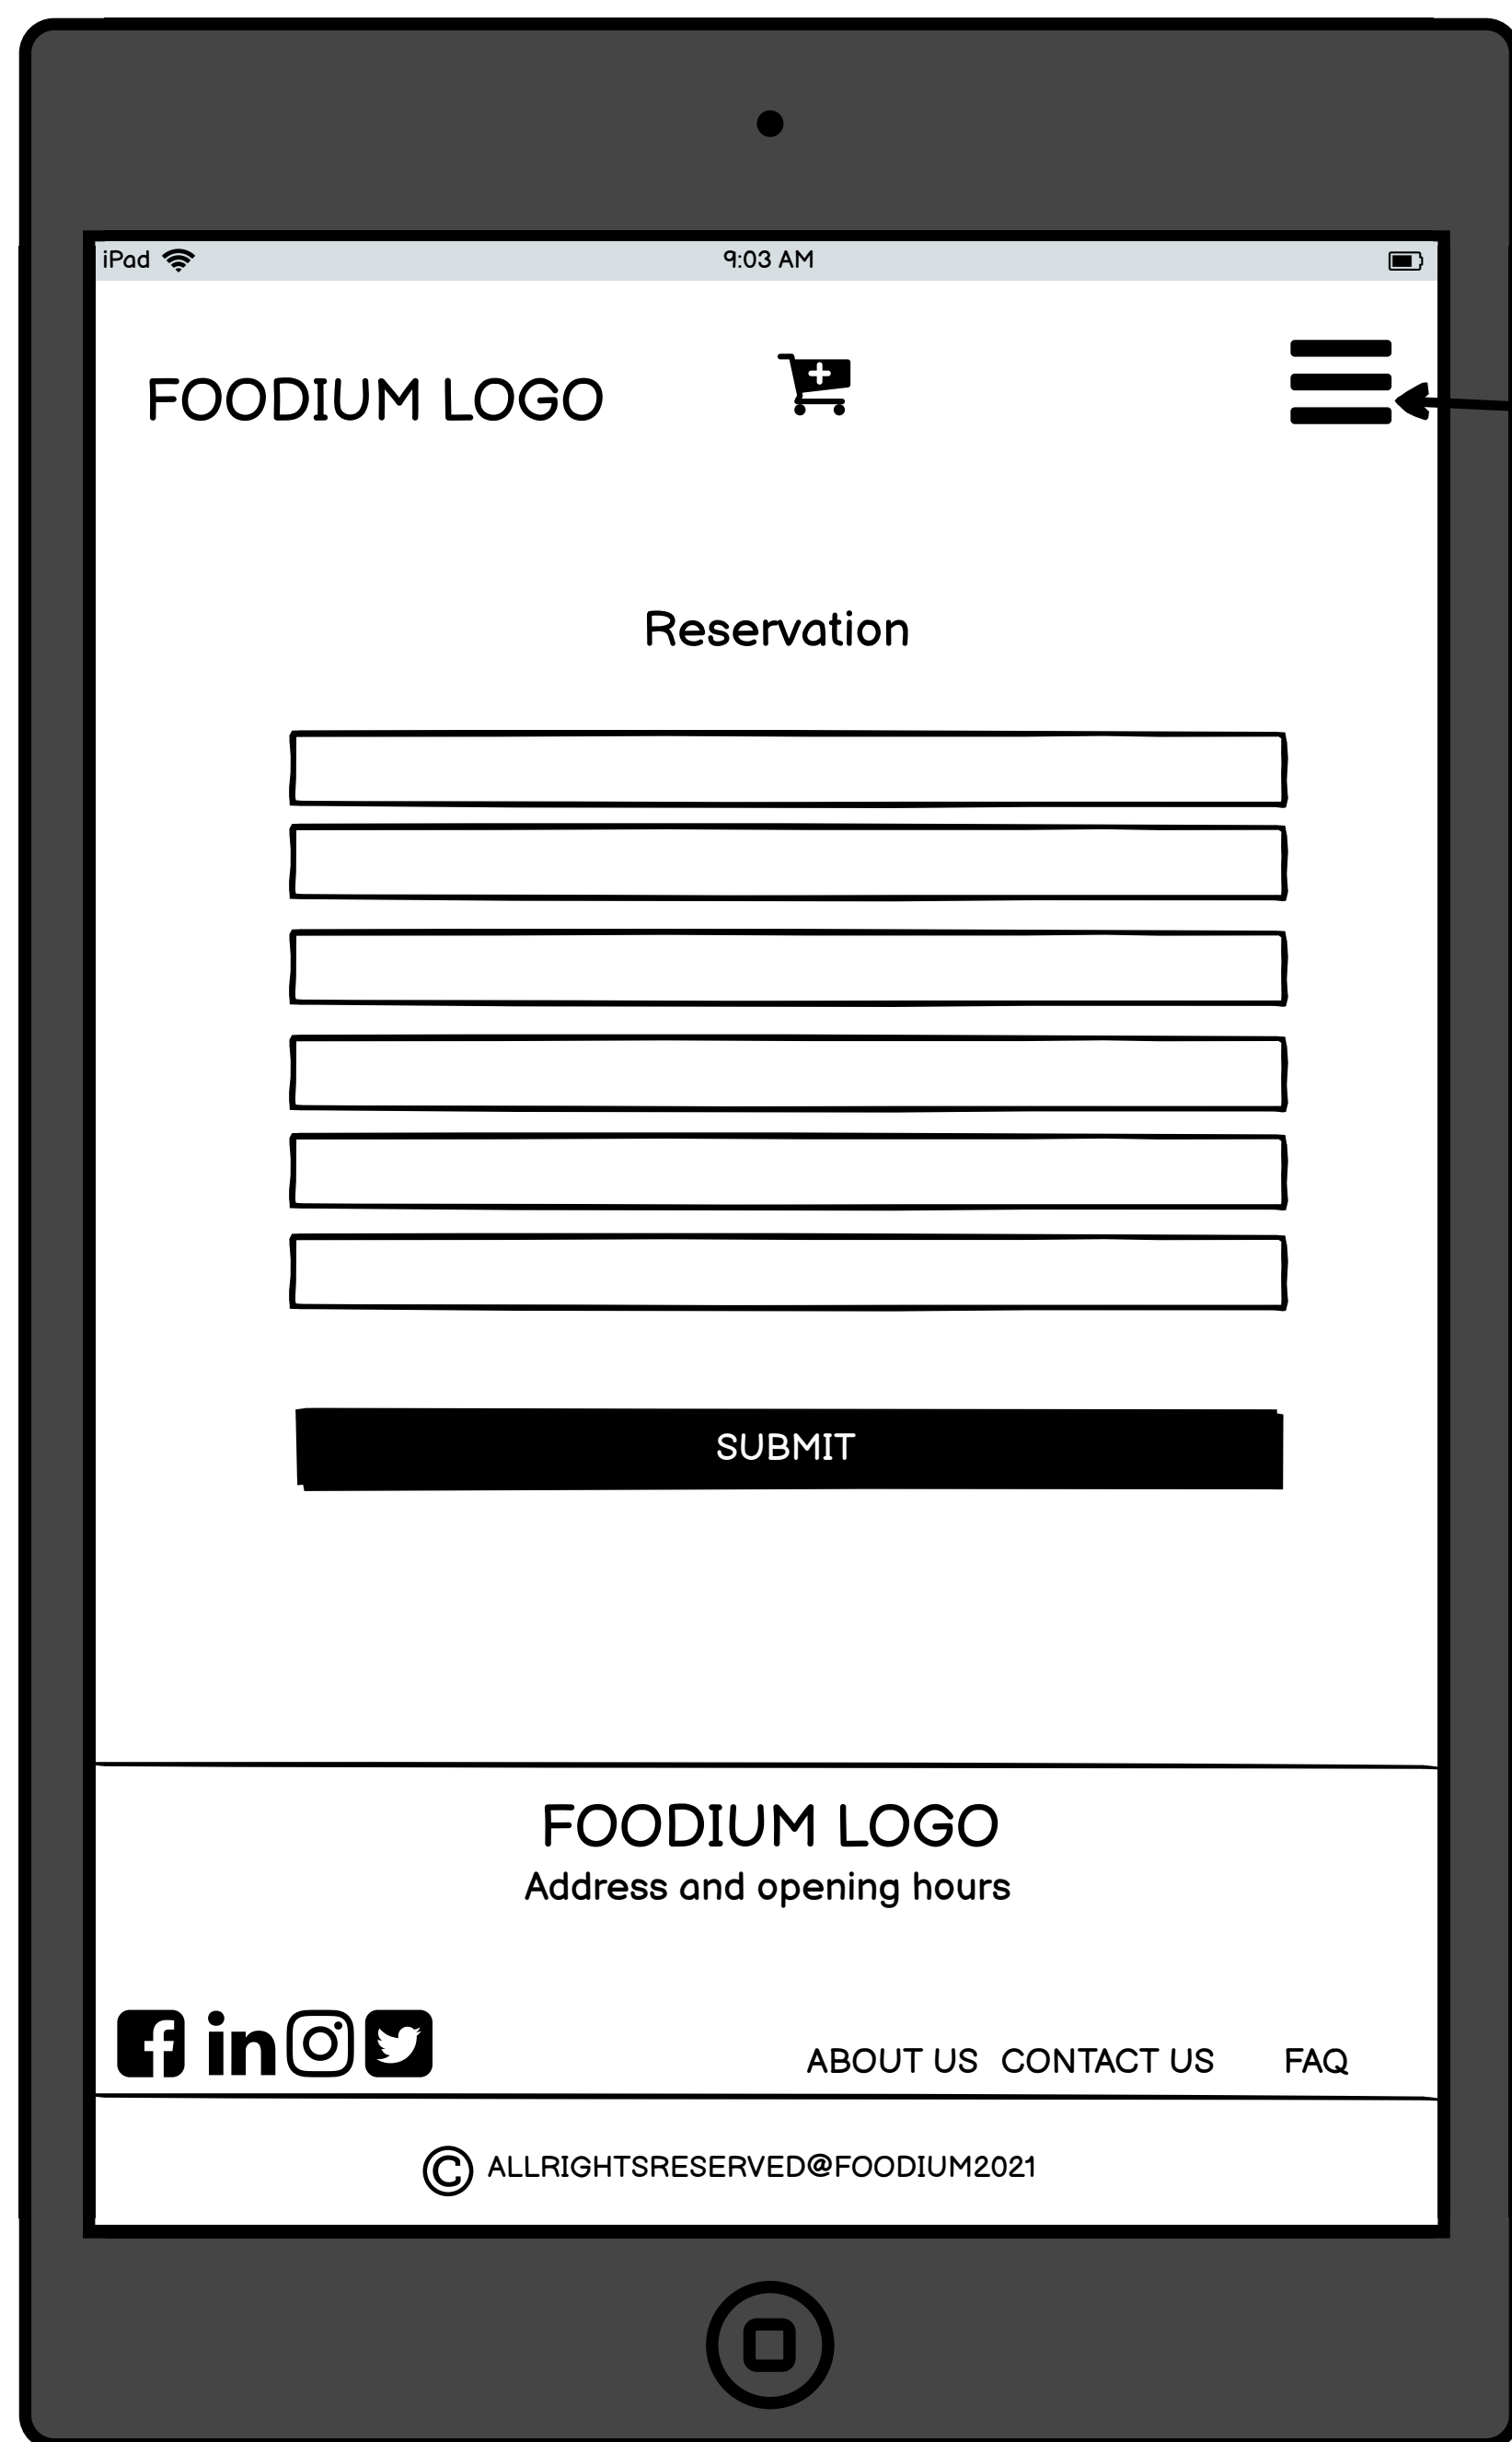 iPad 9:03 AM
FOODIUM LOGO
Reservation
SUBMIT
FOODIUM LOGO
Address and opening hours
f in
ABOUT US CONTACT US FAQ
© ALLRIGHTSRESERVED@FOODIUM2021